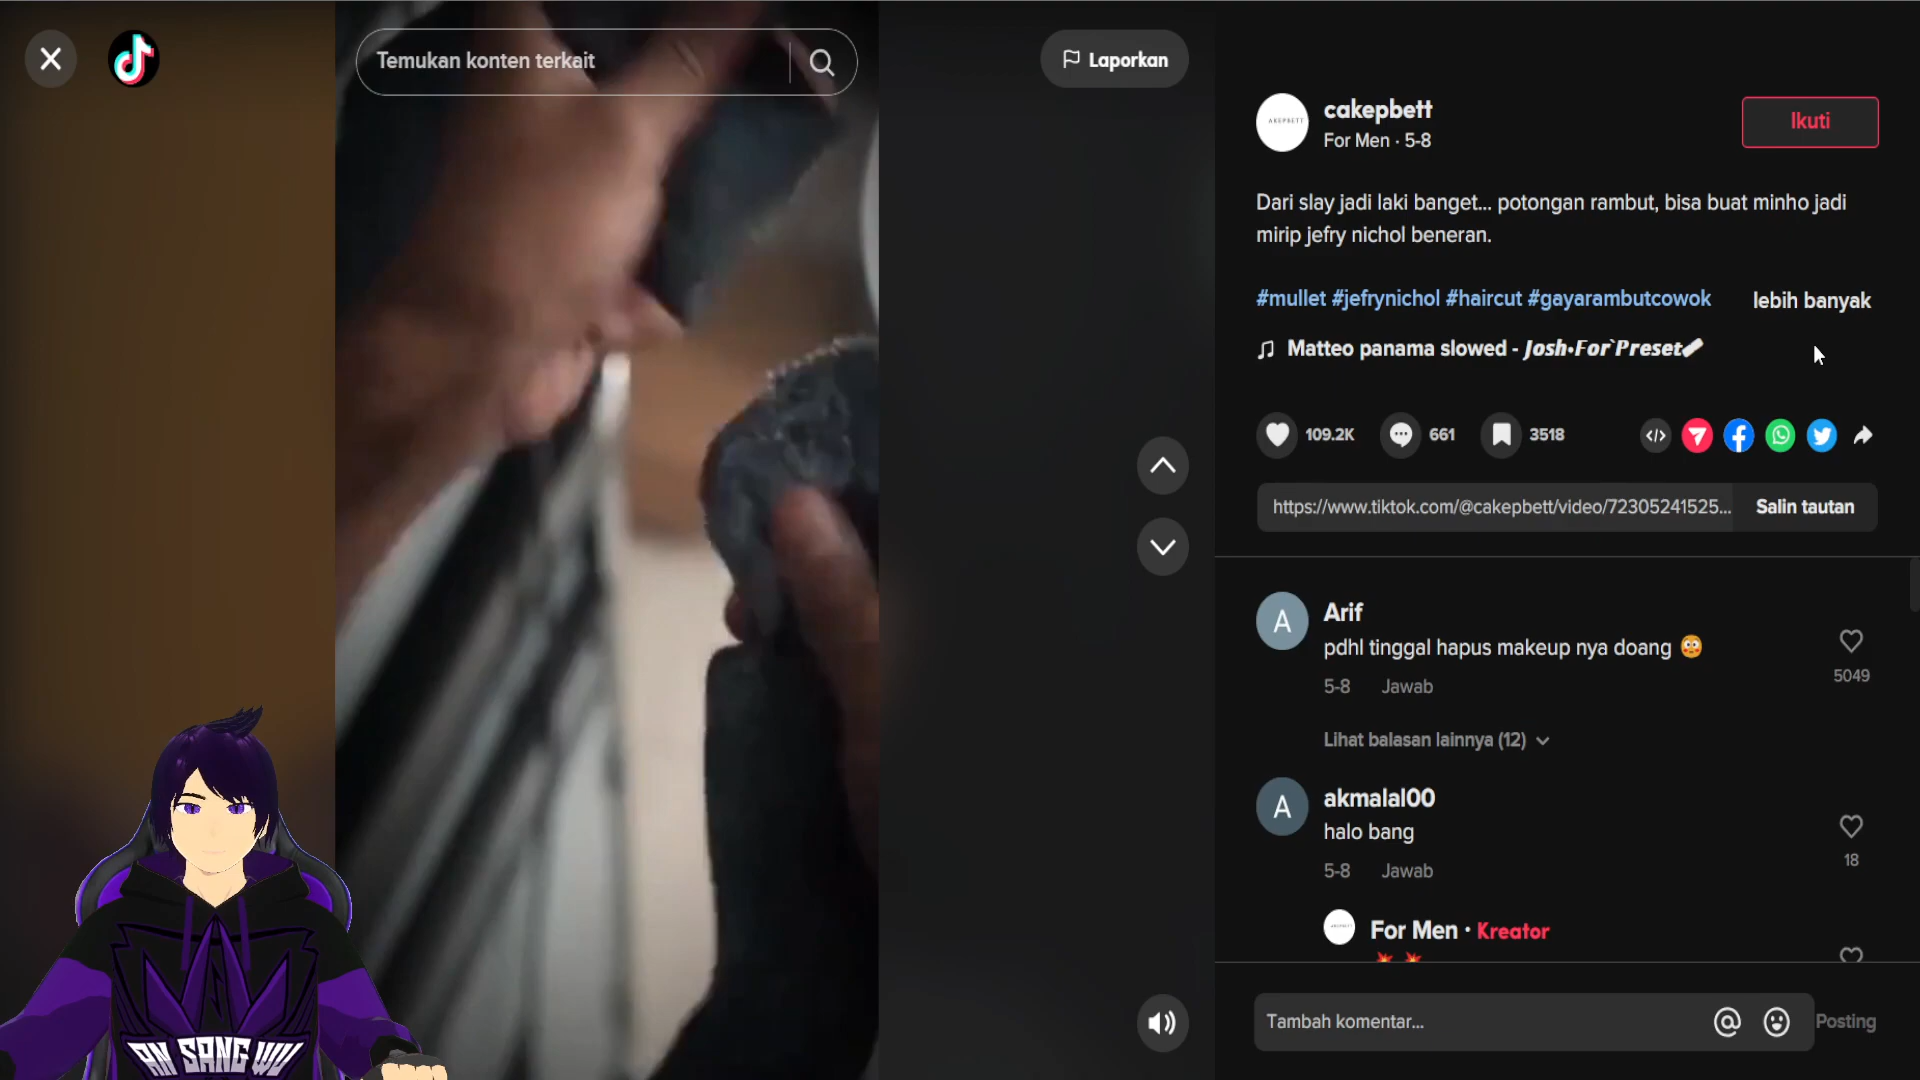 Temukan konten terkait
Laporkan
cakepbett
For Men · 5-8
Ikuti
Dari slay jadi laki banget... potongan rambut, bisa buat minho jadi
mirip jefry nichol beneran.
#mullet #jefrynichol #haircut #gayarambutcowok
lebih banyak
Matteo panama slowed - Josh•For`Preset
109.2K
661
3518
https://www.tiktok.com/@cakepbett/video/72305241525...
Salin tautan
A
Arif
pdhl tinggal hapus makeup nya doang 😳
5-8 Jawab
5049
Lihat balasan lainnya (12)
A
akmalal00
halo bang
5-8 Jawab
18
For Men · Kreator
💥 💥
Tambah komentar...
Posting
AN SANG WU